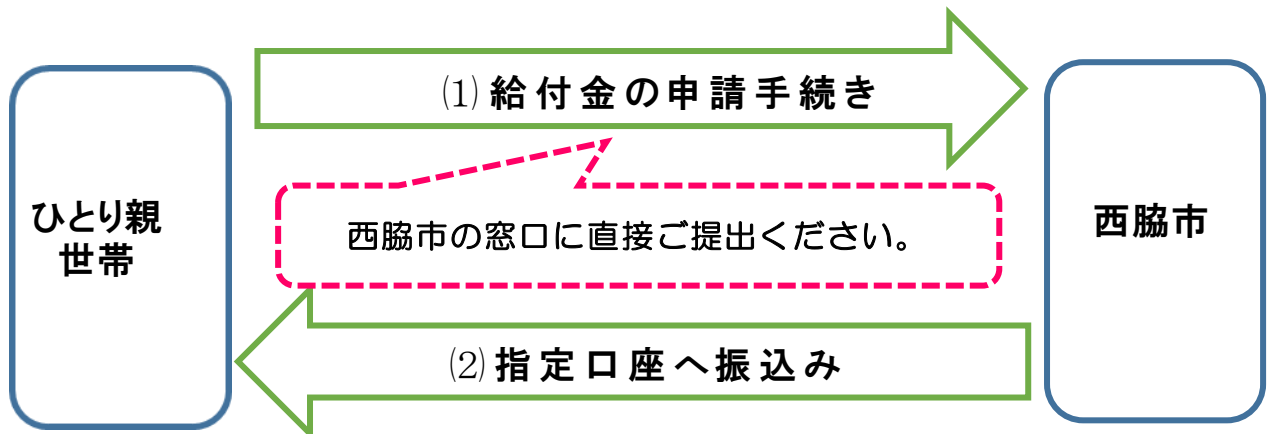 ⑴ 給付金の申請手続き
ひとり親
世帯
西脇市の窓口に直接ご提出ください。
西脇市
⑵ 指定口座へ振込み